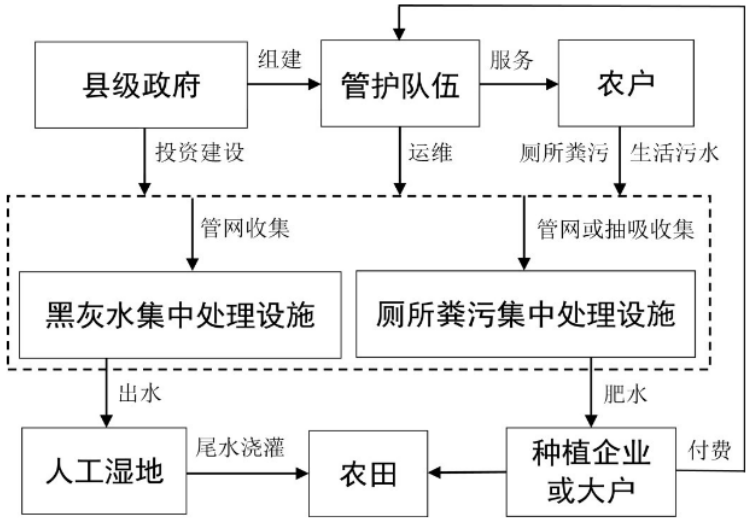 组建
服务
县级政府
管护队伍
农户
投资建设
运维
厕所粪污
生活污水
管网收集
管网或抽吸收集
黑灰水集中处理设施
厕所粪污集中处理设施
出水
肥水
人工湿地
尾水浇灌
农田
种植企业
或大户
付费